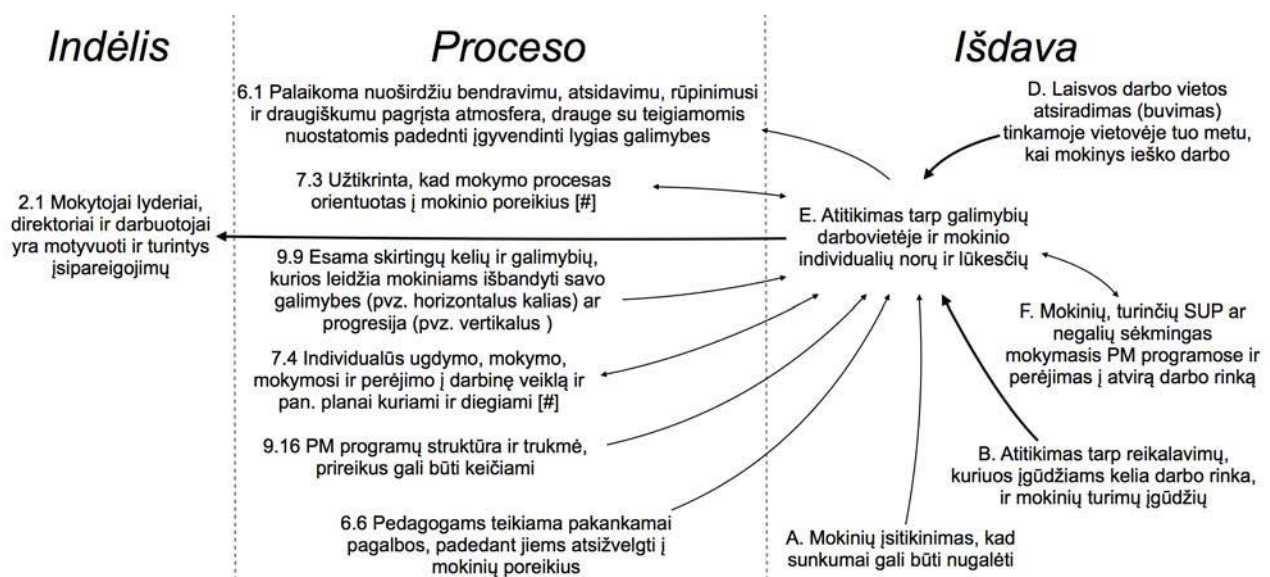 Indėlis
Proceso
Išdava
6.1 Palaikoma nuoširdžiu bendravimu, atsidavimu, rūpinimusi
ir draugiškumu pagrįsta atmosfera, drauge su teigiamomis
nuostatomis padednti įgyvendinti lygias galimybes
D. Laisvos darbo vietos
atsiradimas (buvimas)
tinkamoje vietovėje tuo metu,
kai mokinys ieško darbo
7.3 Užtikrinta, kad mokymo procesas
orientuotas į mokinio poreikius [#]
2.1 Mokytojai lyderiai,
direktoriai ir darbuotojai
yra motyvuoti ir turintys
įsipareigojimų
E. Atitikimas tarp galimybių
darbovietėje ir mokinio
individualių norų ir lūkesčių
9.9 Esama skirtingų kelių ir galimybių,
kurios leidžia mokiniams išbandyti savo
galimybes (pvz. horizontalus kalias) ar
progresija (pvz. vertikalus )
F. Mokinių, turinčių SUP ar
negalių sėkmingas
mokymasis PM programose ir
perėjimas į atvirą darbo rinką
7.4 Individualūs ugdymo, mokymo,
mokymosi ir perėjimo į darbinę veiklą ir
pan. planai kuriami ir diegiami [#]
9.16 PM programų struktūra ir trukmė,
prireikus gali būti keičiami
B. Atitikimas tarp reikalavimų,
kuriuos įgūdžiams kelia darbo rinka,
ir mokinių turimų įgūdžių
6.6 Pedagogams teikiama pakankamai
pagalbos, padedant jiems atsižvelgti į
mokinių poreikius
A. Mokinių įsitikinimas, kad
sunkumai gali būti nugalėti